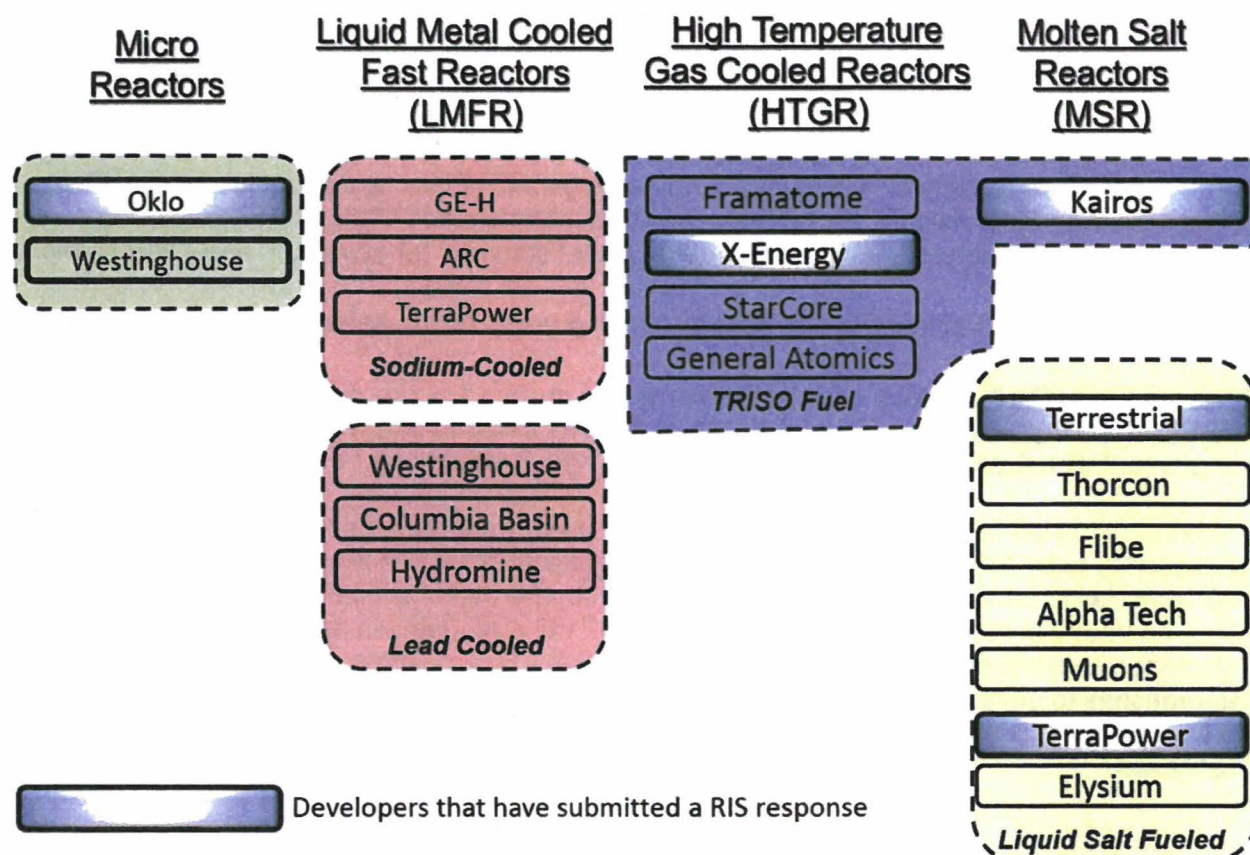 Micro
Reactors
Oklo
Westinghouse
Liquid Metal Cooled
Fast Reactors
(LMFR)
GE-H
ARC
TerraPower
Sodium-Cooled
Westinghouse
Columbia Basin
Hydromine
Lead Cooled
High Temperature
Gas Cooled Reactors
(HTGR)
Framatome
X-Energy
StarCore
General Atomics
TRISO Fuel
Molten Salt
Reactors
(MSR)
Kairos
Terrestrial
Thorcon
Flibe
Alpha Tech
Muons
TerraPower
Elysium
Liquid Salt Fueled
Developers that have submitted a RIS response